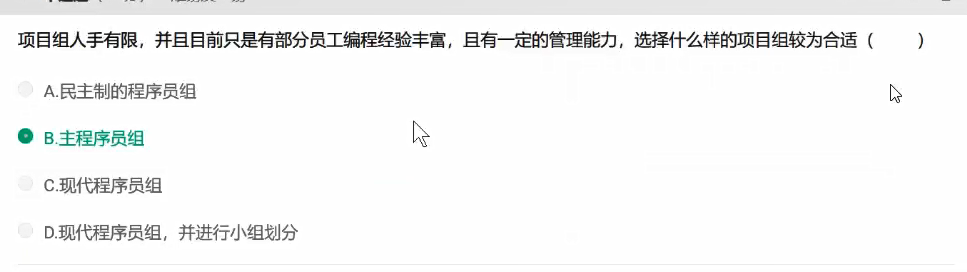 项目组人手有限，并且目前只是有部分员工编程经验丰富，且有一定的管理能力，选择什么样的项目组较为合适（　　）
A.民主制的程序员组
B.主程序员组
C.现代程序员组
D.现代程序员组，并进行小组划分